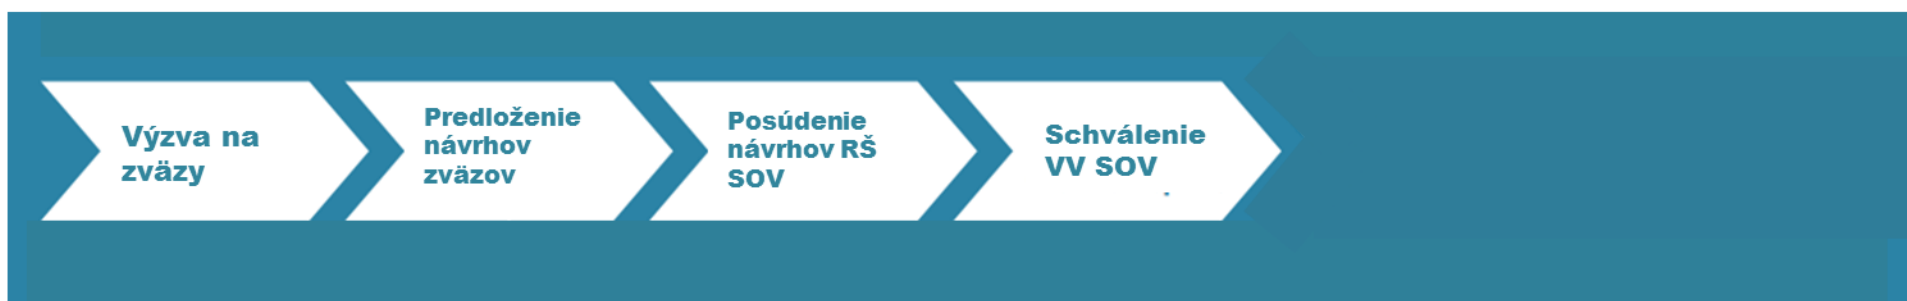 Výzva na
zväzy
Predloženie
návrhov
zväzov
Posúdenie
návrhov RŠ
SOV
Schválenie
VV SOV